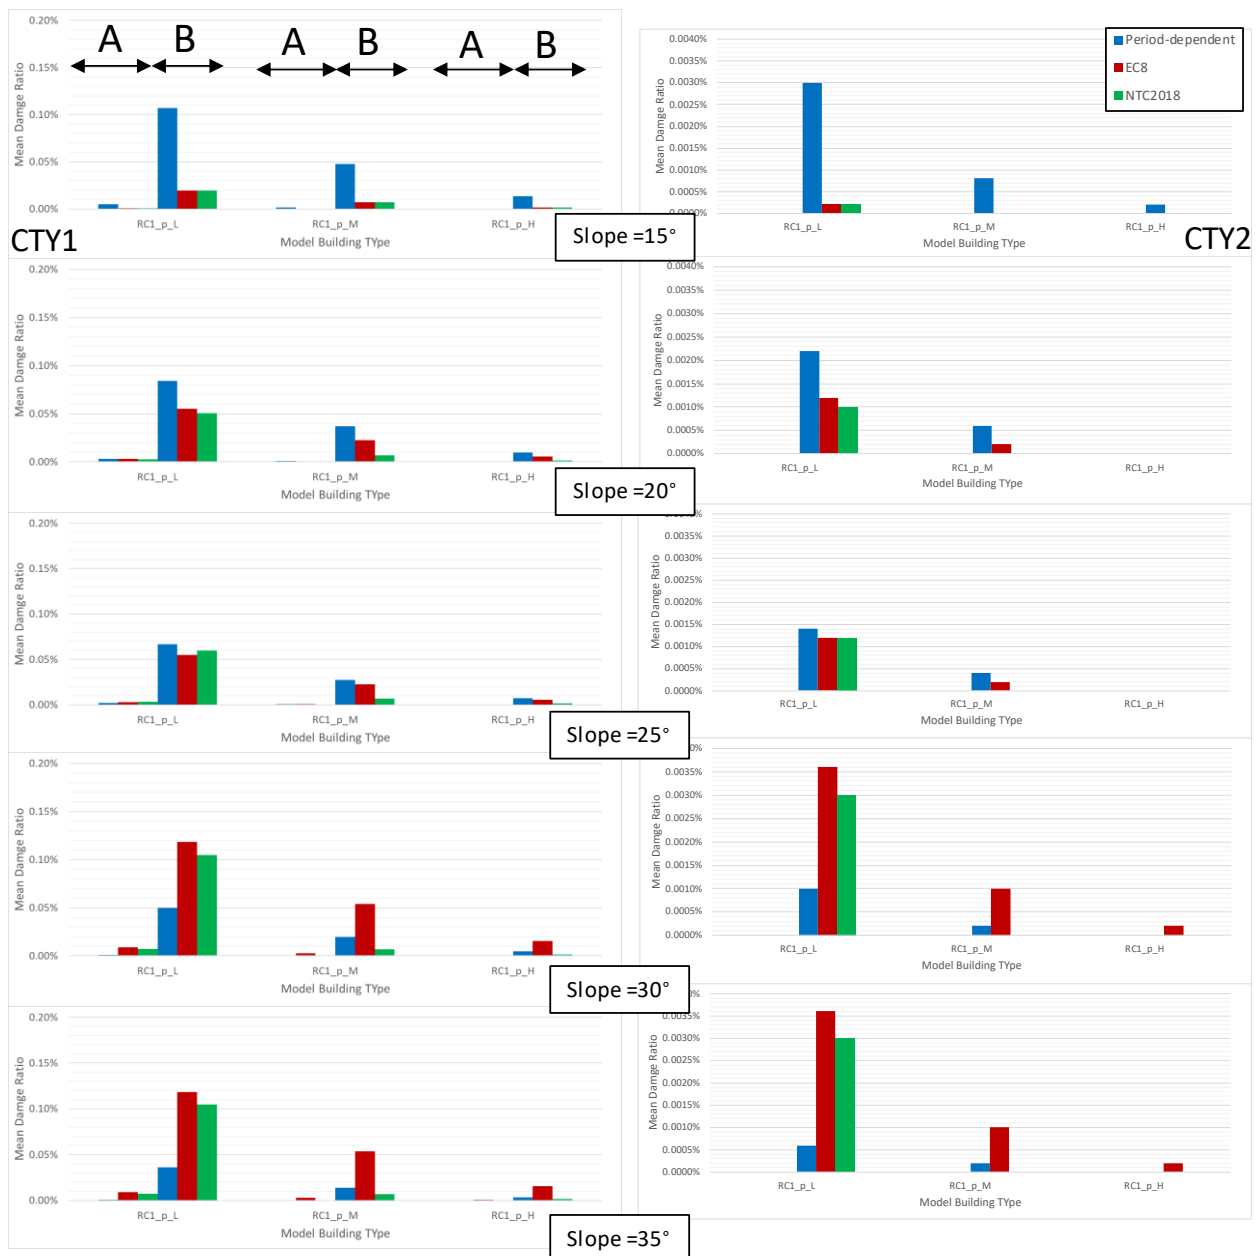 0.20%
0.15%
0.10%
0.05%
0.00%
Mean Damge Ratio
A B A B A B
RC1_p_L RC1_p_M RC1_p_H
Model Building TYpe
CTY1
0.0040%
0.0035%
0.0030%
0.0025%
0.0020%
0.0015%
0.0010%
0.0005%
0.0000%
Mean Damge Ratio
Period-dependent
EC8
NTC2018
RC1_p_L RC1_p_M RC1_p_H
Model Building TYpe
CTY2
Slope =15°
0.20%
0.15%
0.10%
0.05%
0.00%
Mean Damge Ratio
RC1_p_L RC1_p_M RC1_p_H
Model Building TYpe
0.0040%
0.0035%
0.0030%
0.0025%
0.0020%
0.0015%
0.0010%
0.0005%
0.0000%
Mean Damge Ratio
RC1_p_L RC1_p_M RC1_p_H
Model Building TYpe
Slope =20°
0.20%
0.15%
0.10%
0.05%
0.00%
Mean Damge Ratio
RC1_p_L RC1_p_M RC1_p_H
Model Building TYpe
0.0035%
0.0030%
0.0025%
0.0020%
0.0015%
0.0010%
0.0005%
0.0000%
Mean Damge Ratio
RC1_p_L RC1_p_M RC1_p_H
Model Building TYpe
Slope =25°
0.20%
0.15%
0.10%
0.05%
0.00%
Mean Damge Ratio
RC1_p_L RC1_p_M RC1_p_H
Model Building TYpe
0.0035%
0.0030%
0.0025%
0.0020%
0.0015%
0.0010%
0.0005%
0.0000%
Mean Damge Ratio
RC1_p_L RC1_p_M RC1_p_H
Model Building TYpe
Slope =30°
0.20%
0.15%
0.10%
0.05%
0.00%
Mean Damge Ratio
RC1_p_L RC1_p_M RC1_p_H
Model Building TYpe
0.0035%
0.0030%
0.0025%
0.0020%
0.0015%
0.0010%
0.0005%
0.0000%
Mean Damge Ratio
RC1_p_L RC1_p_M RC1_p_H
Model Building TYpe
Slope =35°